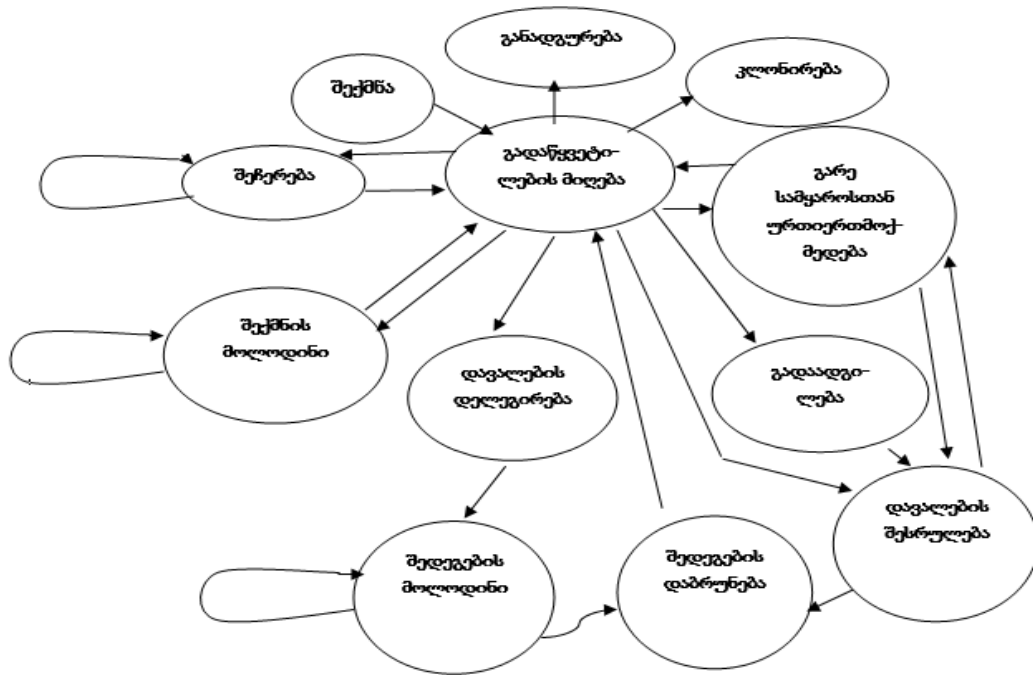 განადგურება
კლონირება
შექმნა
გადაწყვეტი-
ლების მიღება
გარე
სამყაროსთან
ურთიერთმოქ-
მედება
შეჩერება
შექმნის
მოლოდინი
დავალების
დელეგირება
გადაადგი-
ლება
დავალების
შესრულება
შედეგების
მოლოდინი
შედეგების
დაბრუნება